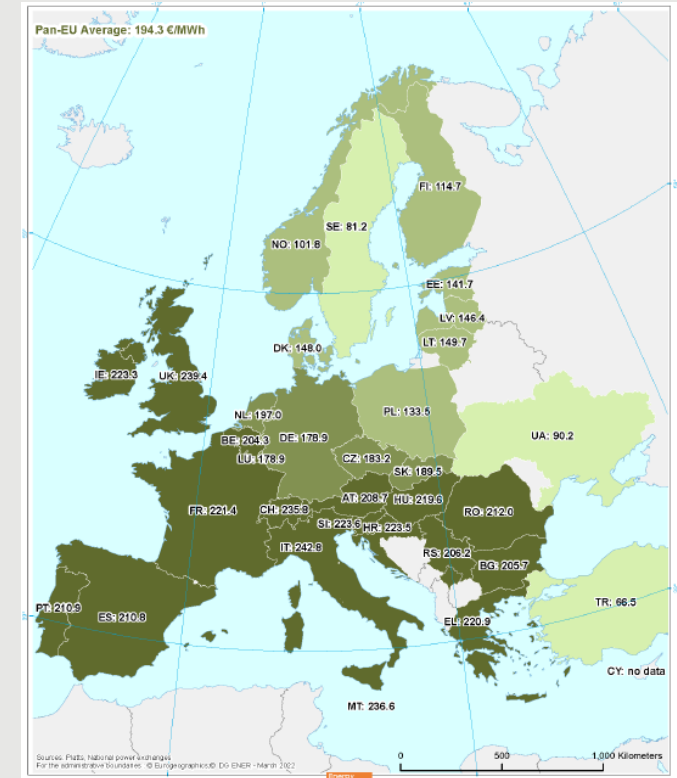 Pan-EU Average: 194.3 €/MWh
FI: 114.7
SE: 81.2
NO: 101.8
EE: 141.7
LV: 146.4
LT: 149.7
DK: 148.0
IE: 223.3
UK: 239.4
PL: 133.5
NL: 197.0
UA: 90.2
BE: 204.3
DE: 178.9
LU: 178.9
CZ: 183.2
SK: 189.5
AT: 208.7
HU: 219.6
FR: 221.4
CH: 235.8
RO: 212.0
SI: 223.6
HR: 223.5
IT: 242.8
RS: 206.2
BG: 205.7
TR: 66.5
PT: 210.9
ES: 210.8
EL: 220.9
CY: no data
MT: 236.6
Sources: Platts, National power exchanges
For the administrative boundaries: © Eurogeographics© DG ENER - March 2022
0 500 1,000 Kilometers
Energy